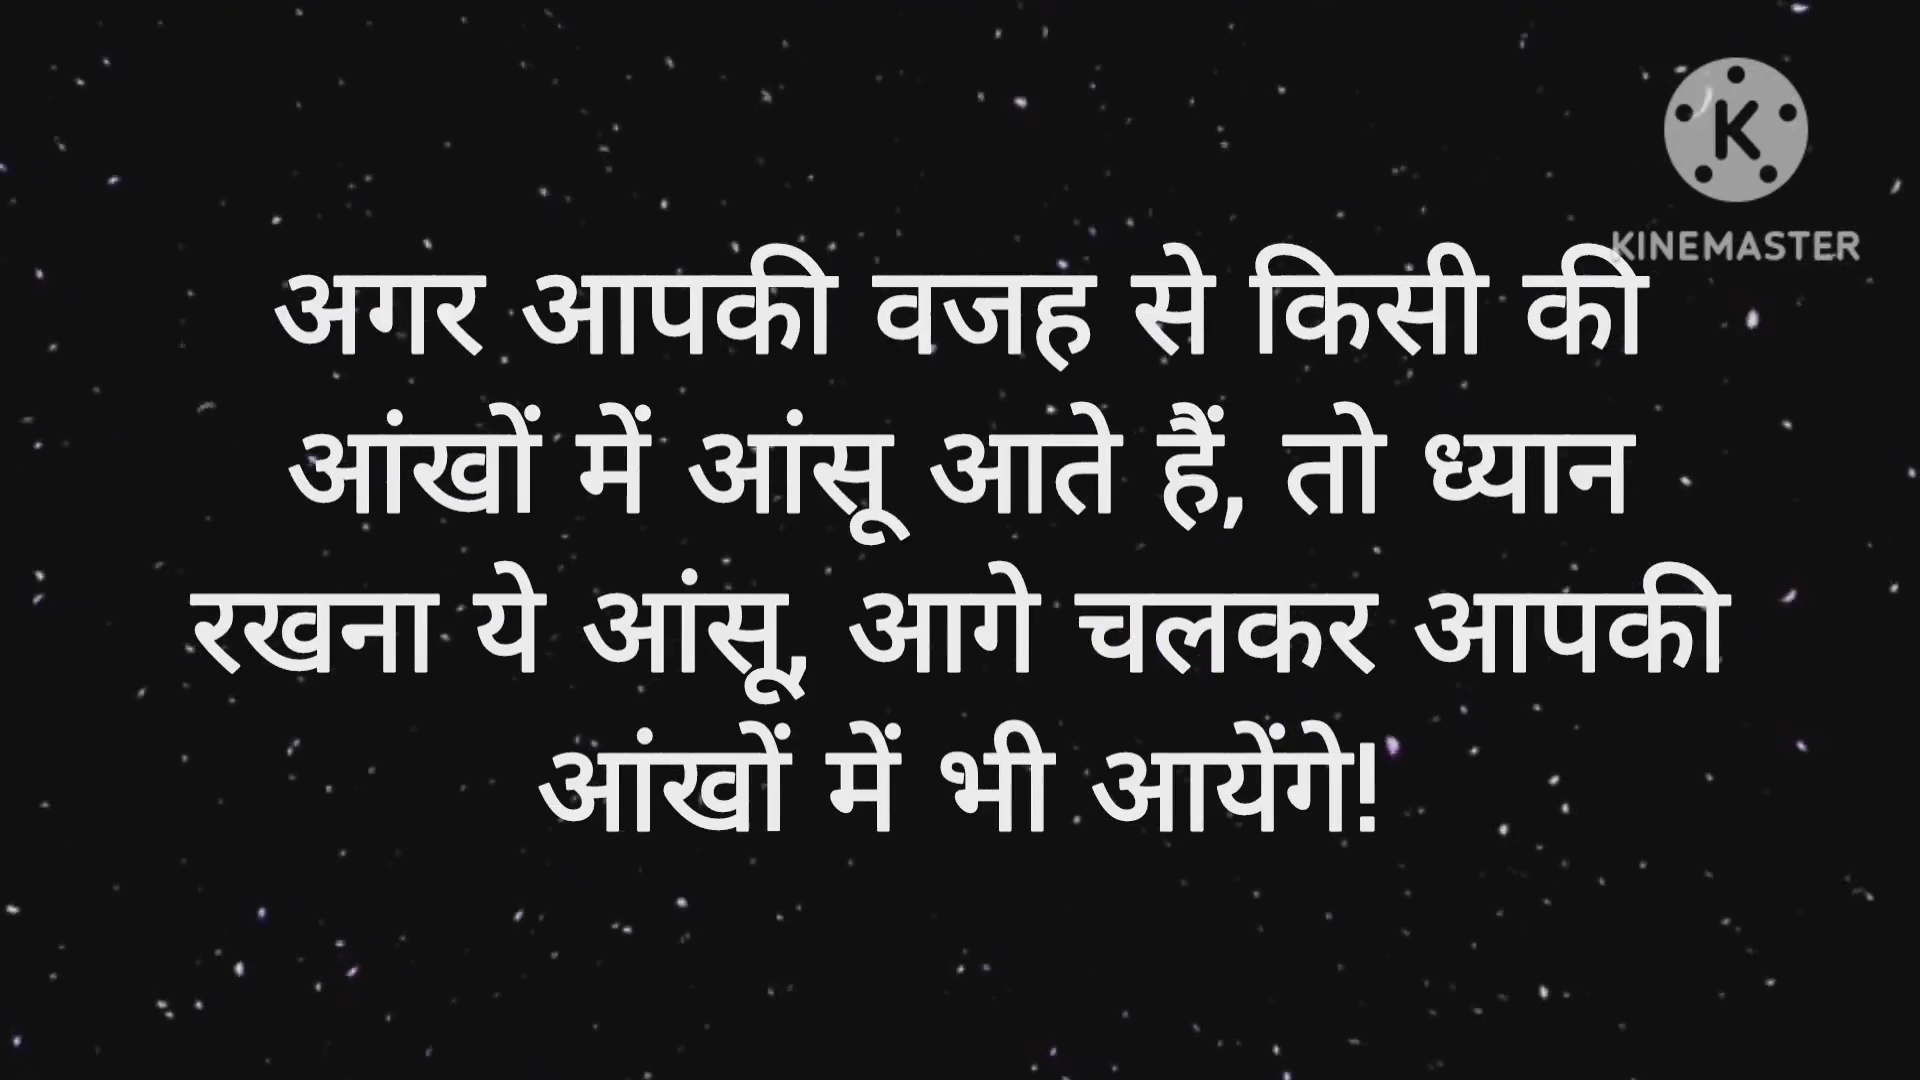 KINEMASTER
अगर आपकी वजह से किसी की
आंखों में आंसू आते हैं, तो ध्यान
रखना ये आंसू, आगे चलकर आपकी
आंखों में भी आयेंगे!